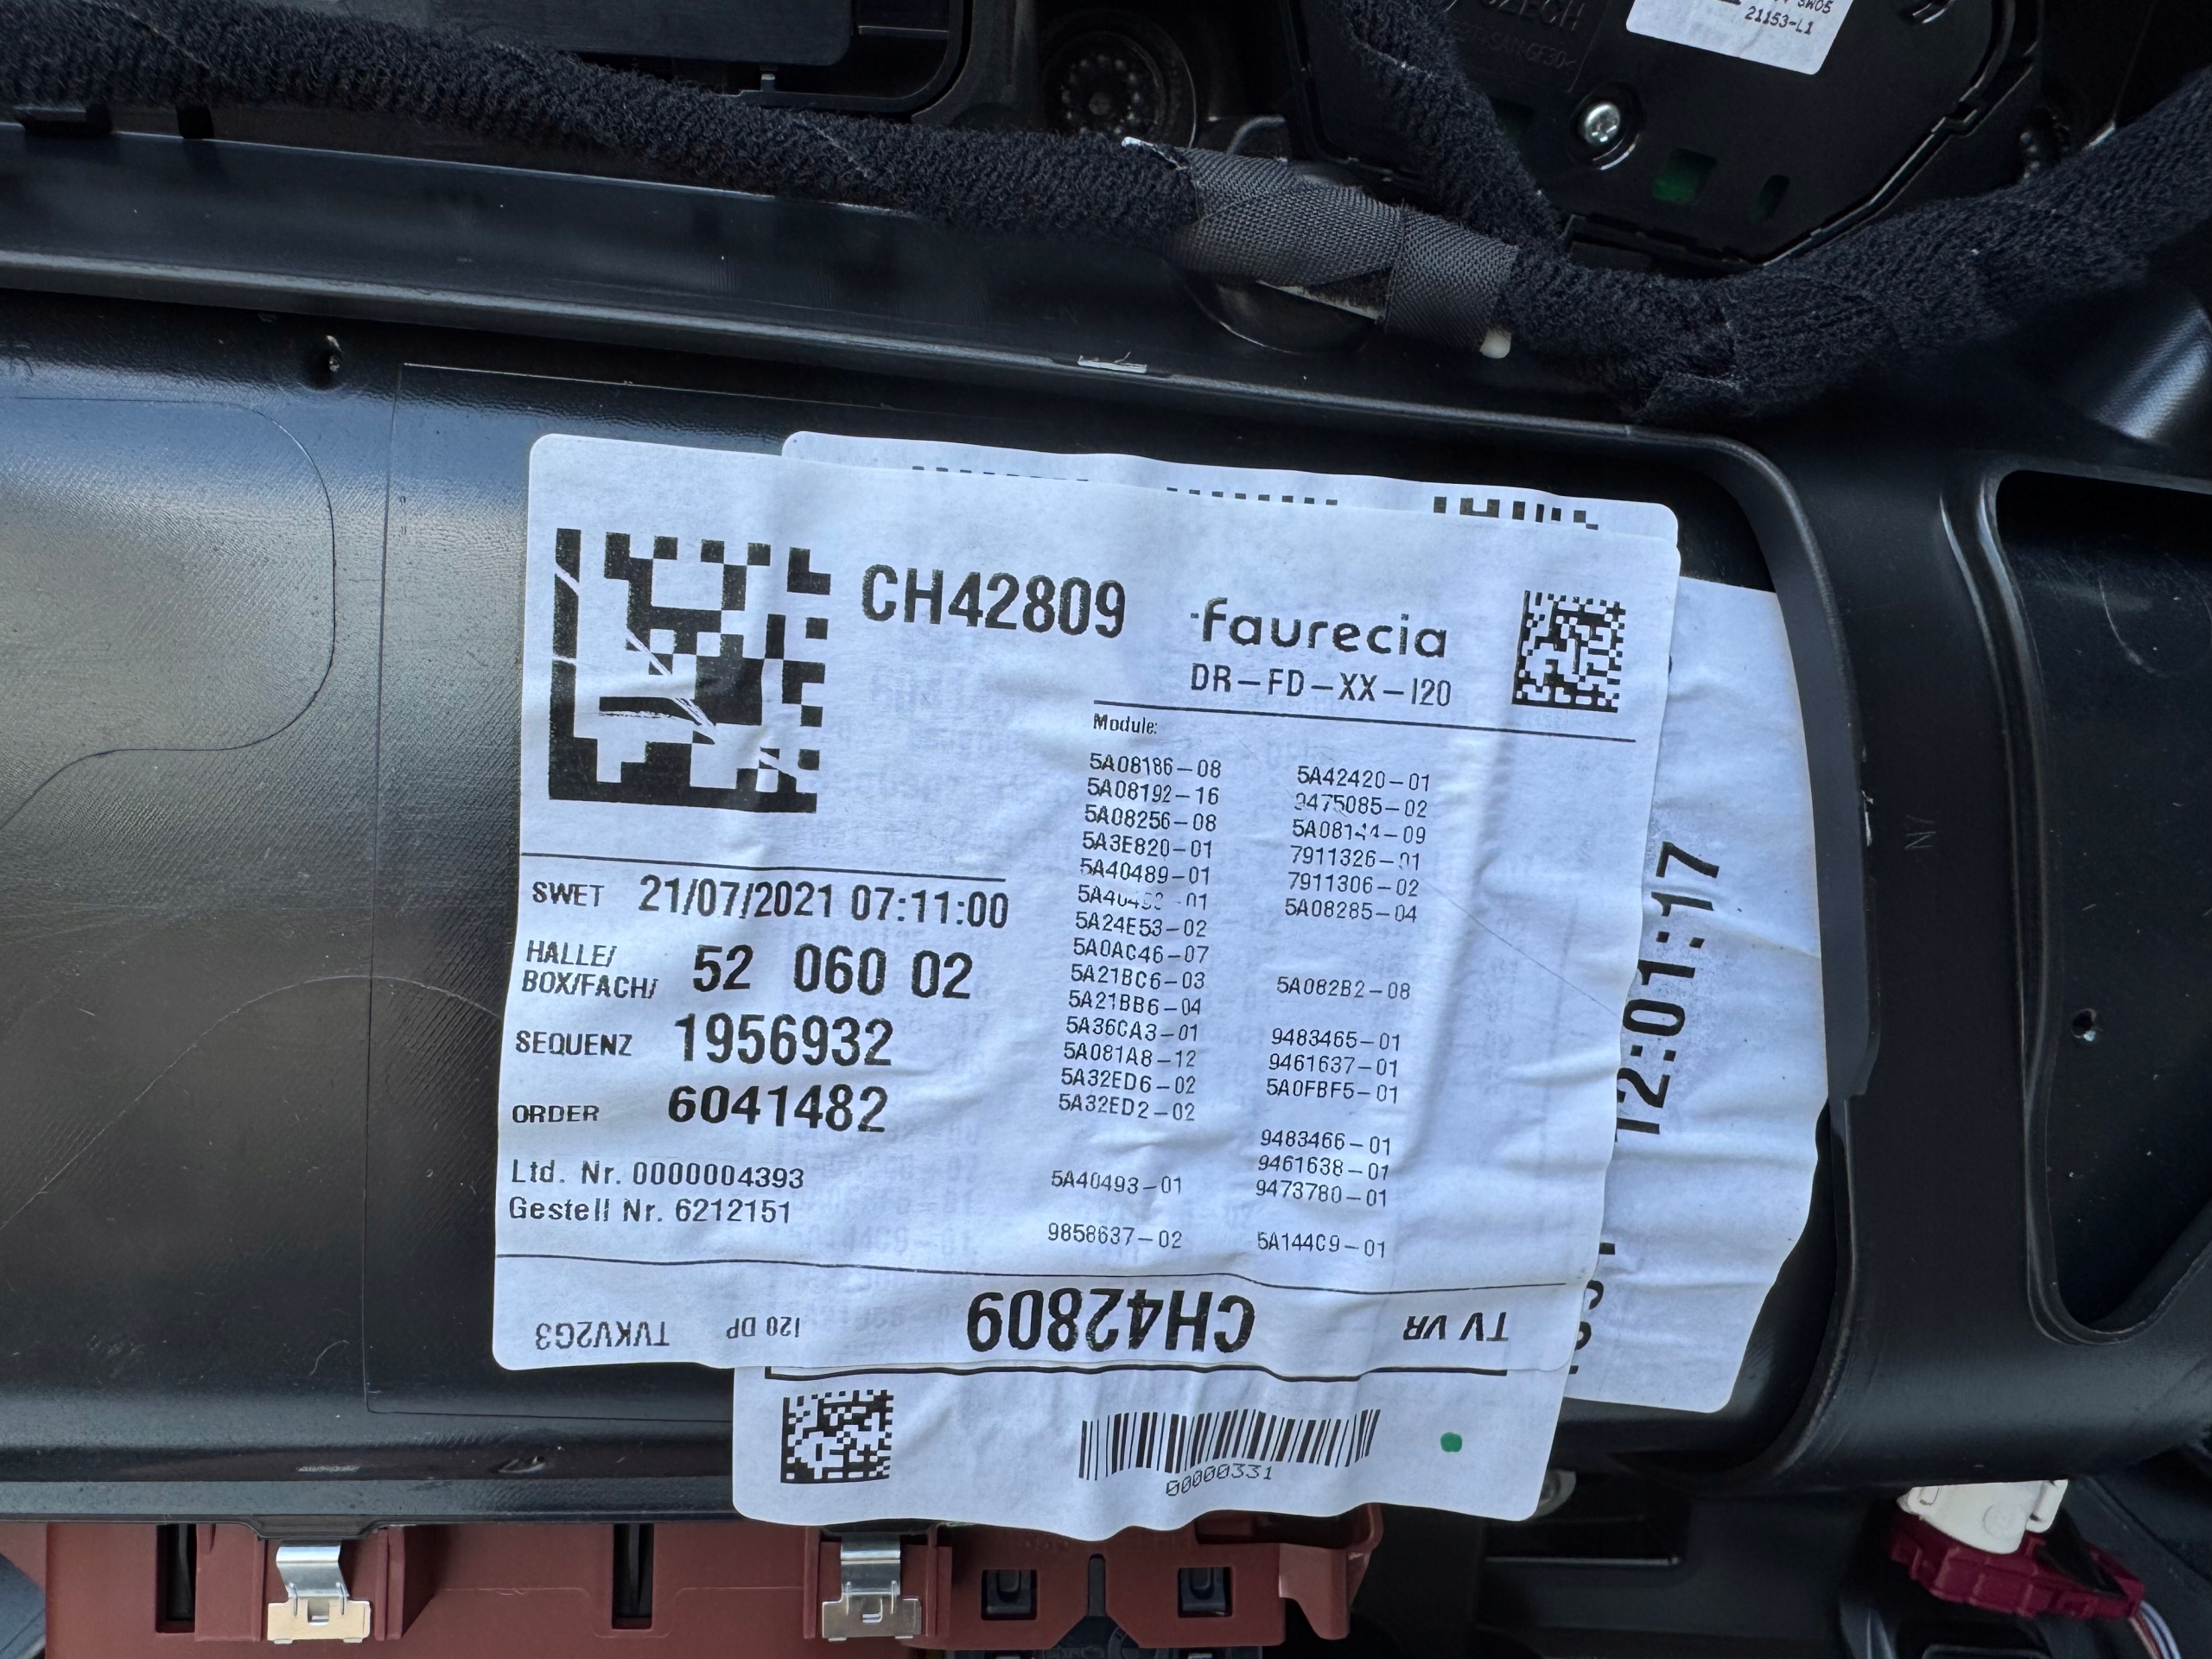 CZECH
SW05
21153-L1
CH42809
faurecia
DR-FD-XX-I20
Module:
5A08186-08 5A42420-01
5A08192-16 9475085-02
5A08256-08
5A3E820-01 7911326-01
5A40489-01 7911306-02
5A08285-04
5A24E53-02
5A0AC46-07
5A21BC6-03 5A082B2-08
5A21BB6-04
5A36CA3-01 9483465-01
5A081A8-12 9461637-01
5A32ED6-02 5A0FBF5-01
5A32ED2-02
9483466-01
9461638-01
5A40493-01 9473780-01
9858637-02 5A144C9-01
SWET 21/07/2021 07:11:00
HALLE/
BOX/FACH/ 52 060 02
SEQUENZ 1956932
ORDER 6041482
Ltd. Nr. 0000004393
Gestell Nr. 6212151
TV VR CH42809 I20 DP TVKV2G3
12:01:17
00000331